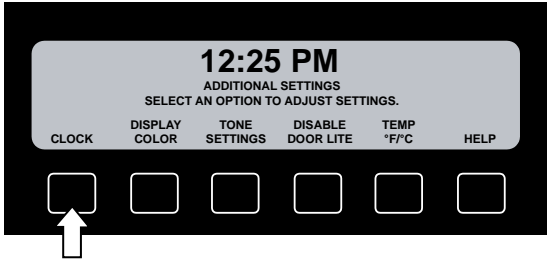 12:25 PM
ADDITIONAL SETTINGS
SELECT AN OPTION TO ADJUST SETTINGS.
CLOCK
DISPLAY
COLOR
TONE
SETTINGS
DISABLE
DOOR LITE
TEMP
°F/°C
HELP